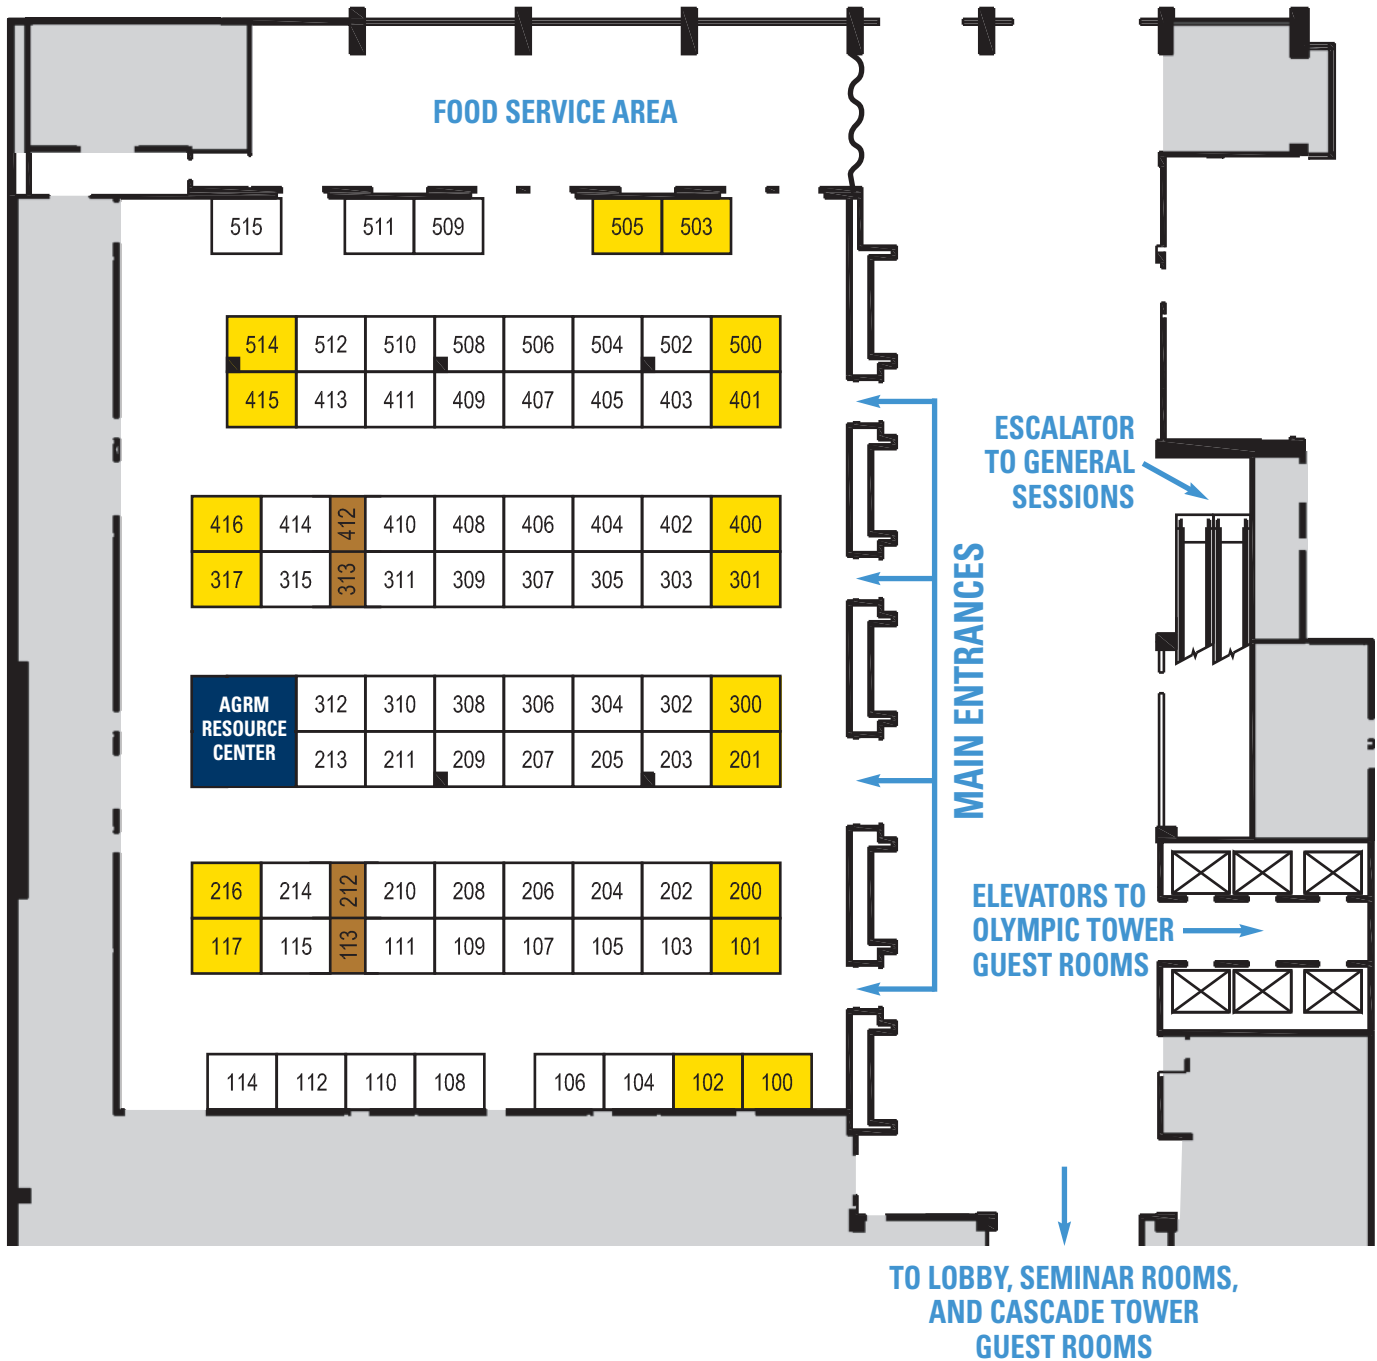 FOOD SERVICE AREA
515 511 509 505 503
514 512 510 508 506 504 502 500
415 413 411 409 407 405 403 401
416 414 412 410 408 406 404 402 400
317 315 313 311 309 307 305 303 301
AGRM
RESOURCE
CENTER
312 310 308 306 304 302 300
213 211 209 207 205 203 201
216 214 212 210 208 206 204 202 200
117 115 113 111 109 107 105 103 101
114 112 110 108 106 104 102 100
MAIN ENTRANCES
ESCALATOR
TO GENERAL
SESSIONS
ELEVATORS TO
OLYMPIC TOWER
GUEST ROOMS
TO LOBBY, SEMINAR ROOMS,
AND CASCADE TOWER
GUEST ROOMS